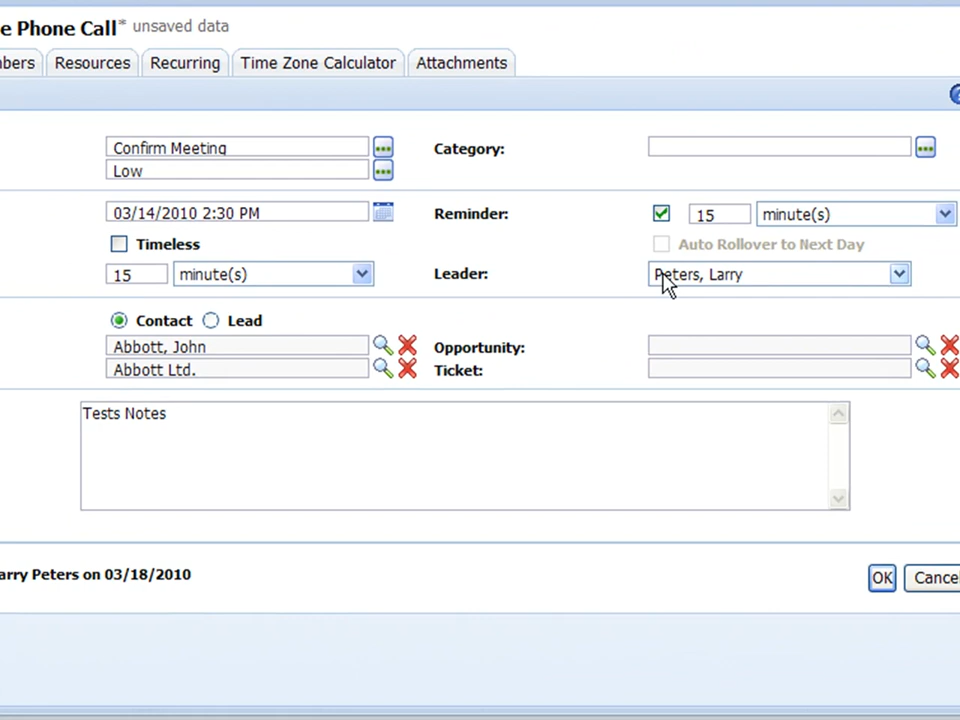 e Phone Call* unsaved data
bers Resources Recurring Time Zone Calculator Attachments
Confirm Meeting Category:
Low
03/14/2010 2:30 PM Reminder: 15 minute(s)
Timeless Auto Rollover to Next Day
15 minute(s) Leader: Peters, Larry
Contact Lead
Abbott, John Opportunity:
Abbott Ltd. Ticket:
Tests Notes
arry Peters on 03/18/2010 OK Cancel